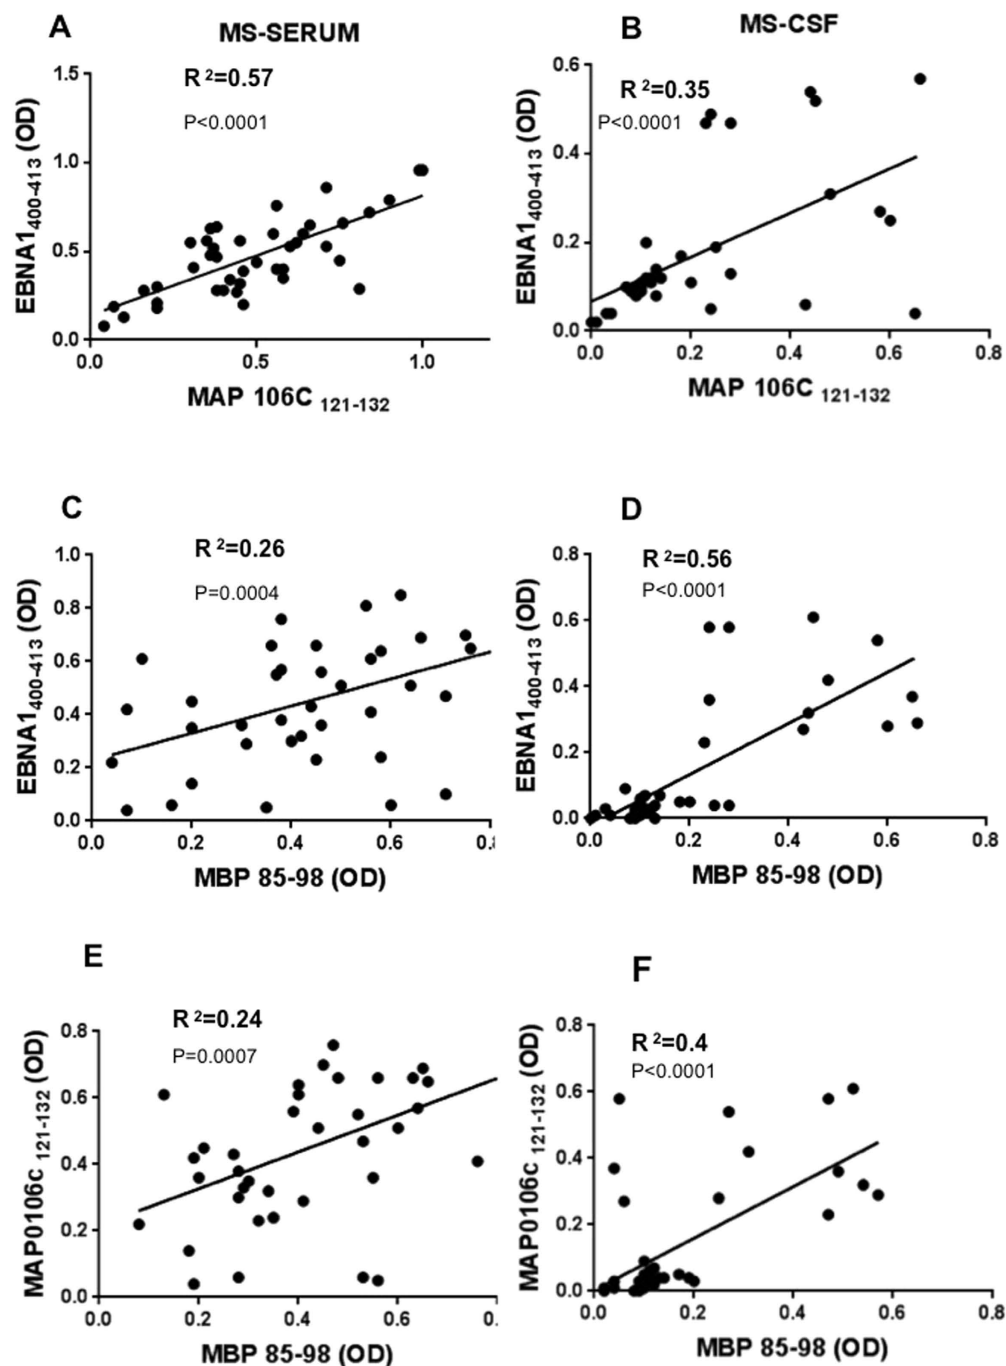 A
MS-SERUM
R ²=0.57
P<0.0001
EBNA1400-413 (OD)
1.5
1.0
0.5
0.0
0.0 0.5 1.0
MAP 106C 121-132
B
MS-CSF
R ²=0.35
P<0.0001
EBNA1400-413 (OD)
0.6
0.4
0.2
0.0
0.0 0.2 0.4 0.6 0.8
MAP 106C 121-132
C
R ²=0.26
P=0.0004
EBNA1400-413 (OD)
1.0
0.8
0.6
0.4
0.2
0.0
0.0 0.2 0.4 0.6
MBP 85-98 (OD)
D
R ²=0.56
P<0.0001
EBNA1400-413 (OD)
0.8
0.6
0.4
0.2
0.0
0.0 0.2 0.4 0.6 0.8
MBP 85-98 (OD)
E
R ²=0.24
P=0.0007
MAP0106c 121-132 (OD)
0.8
0.6
0.4
0.2
0.0
0.0 0.2 0.4 0.6 0.
MBP 85-98 (OD)
F
R ²=0.4
P<0.0001
MAP0106c 121-132 (OD)
0.8
0.6
0.4
0.2
0.0
0.0 0.2 0.4 0.6 0.8
MBP 85-98 (OD)